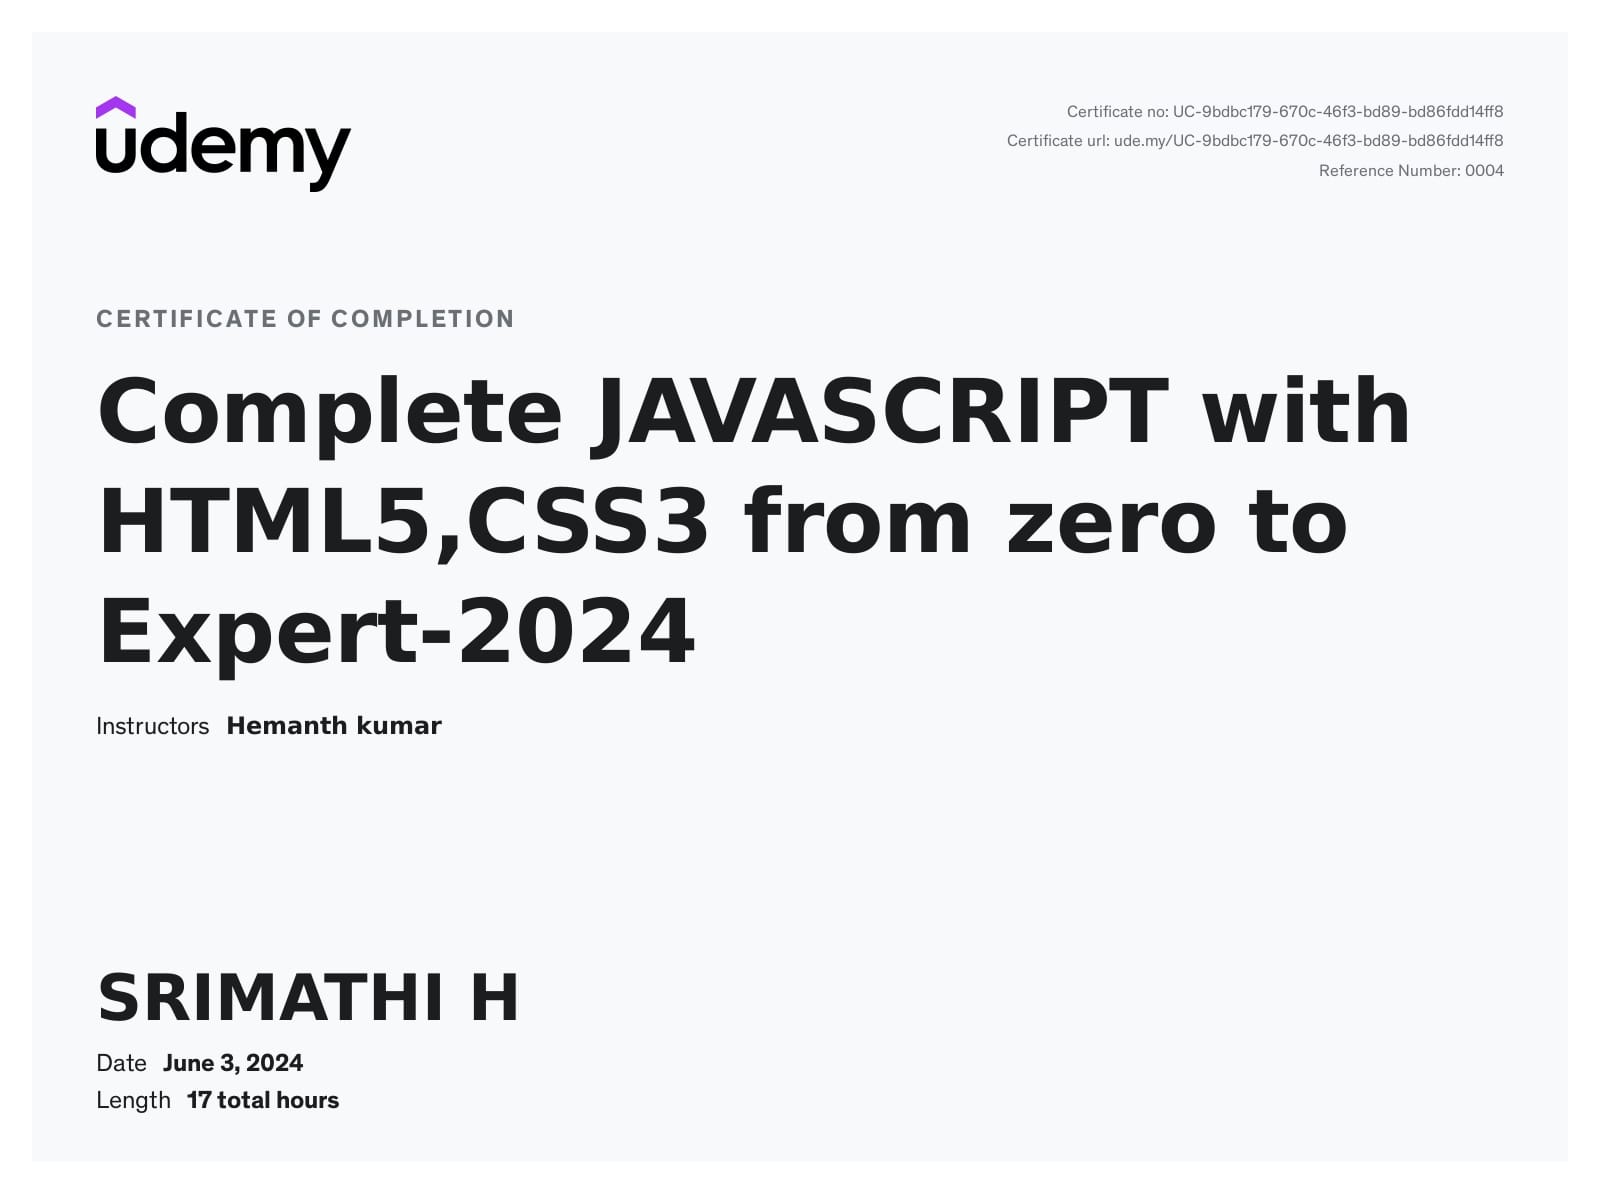 udemy
Certificate no: UC-9bdbc179-670c-46f3-bd89-bd86fdd14ff8
Certificate url: ude.my/UC-9bdbc179-670c-46f3-bd89-bd86fdd14ff8
Reference Number: 0004
CERTIFICATE OF COMPLETION
Complete JAVASCRIPT with
HTML5,CSS3 from zero to
Expert-2024
Instructors Hemanth kumar
SRIMATHI H
Date June 3, 2024
Length 17 total hours